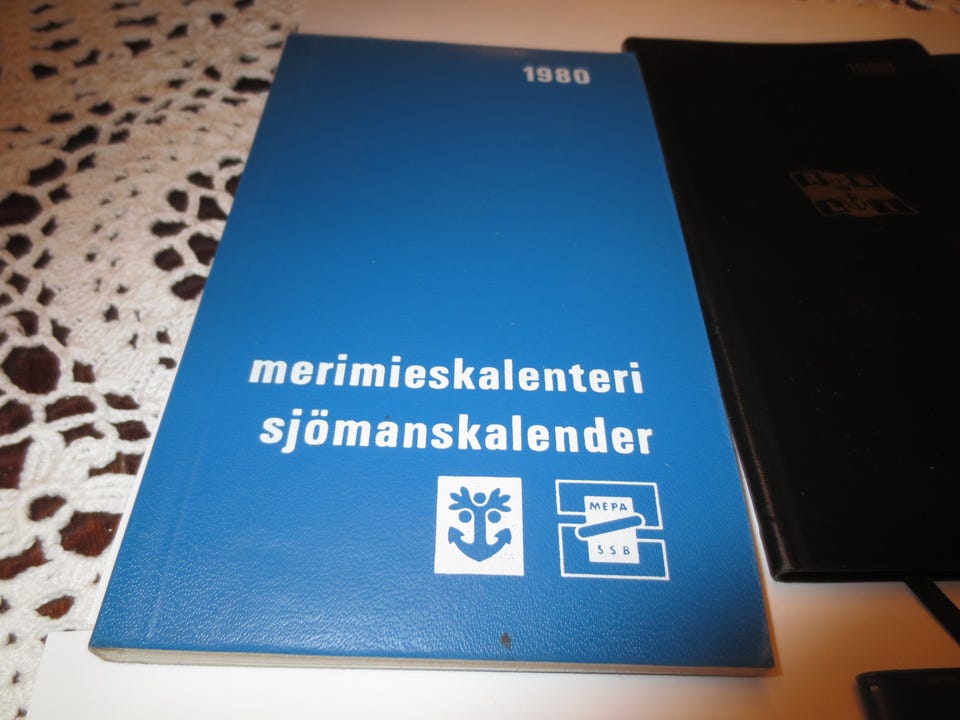 1980
merimieskalenteri
sjömanskalender
MEPA
SSB